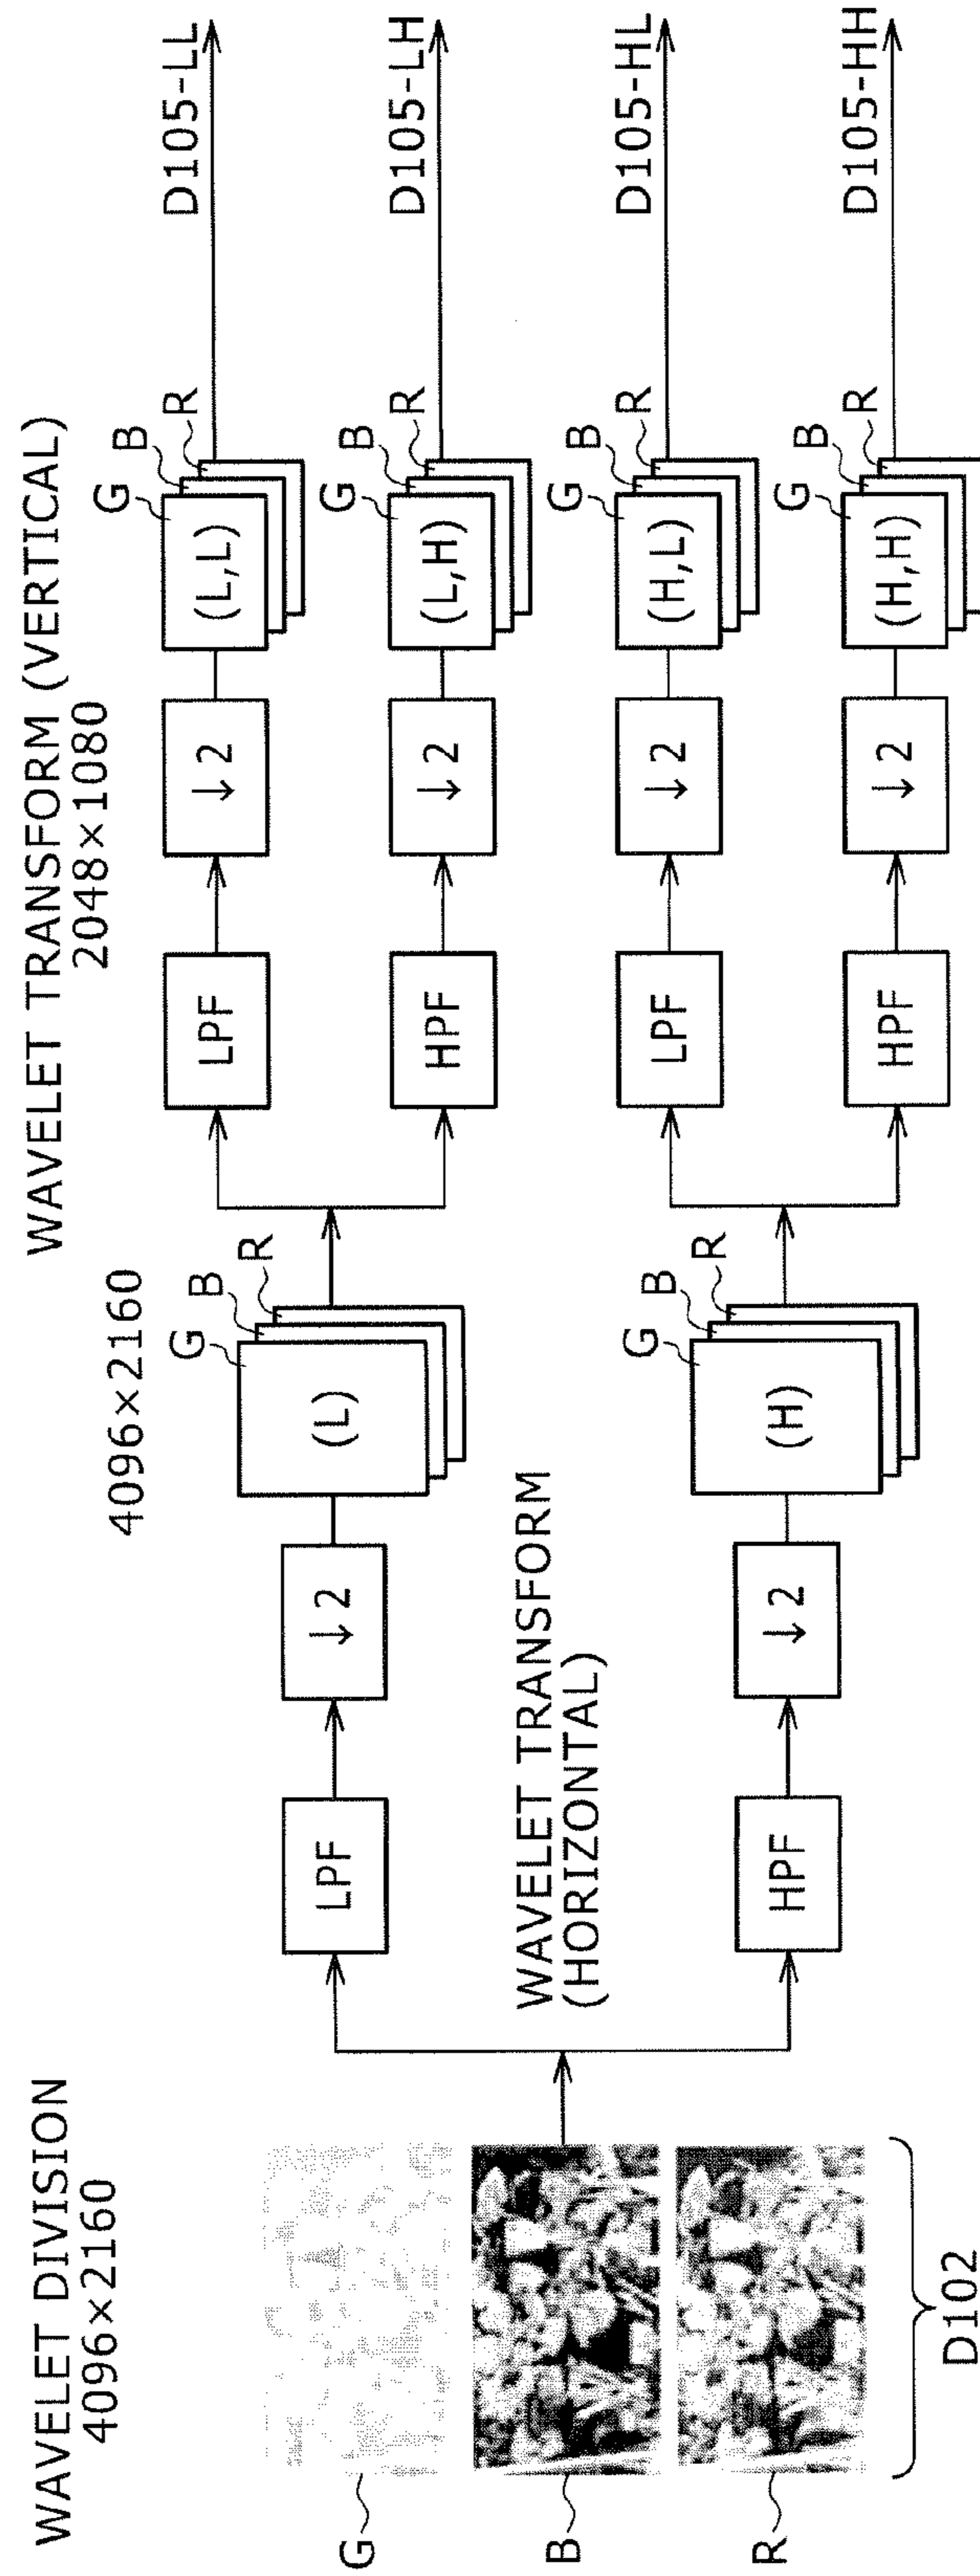 WAVELET DIVISION
4096×2160
G
B
R
D102
LPF
↓2
WAVELET TRANSFORM
(HORIZONTAL)
HPF
↓2
4096×2160
G
B
R
(L)
G
B
R
(H)
WAVELET TRANSFORM (VERTICAL)
2048×1080
LPF
↓2
G
B
R
(L,L)
D105-LL
HPF
↓2
G
B
R
(L,H)
D105-LH
LPF
↓2
G
B
R
(H,L)
D105-HL
HPF
↓2
G
B
R
(H,H)
D105-HH